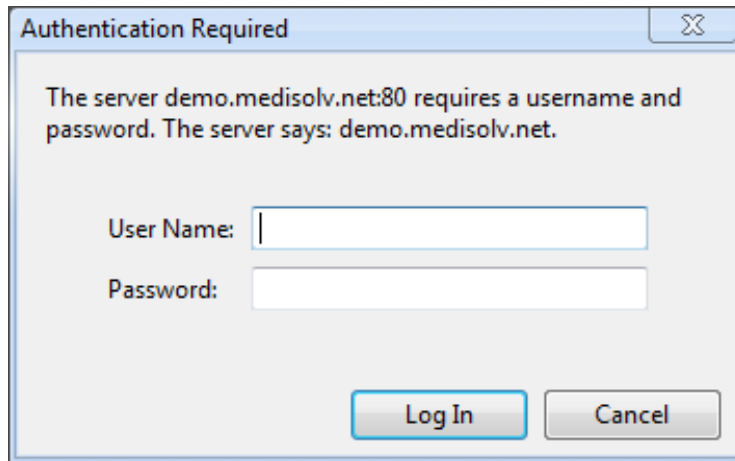 Authentication Required
The server demo.medisolv.net:80 requires a username and
password. The server says: demo.medisolv.net.
User Name:
Password:
Log In
Cancel